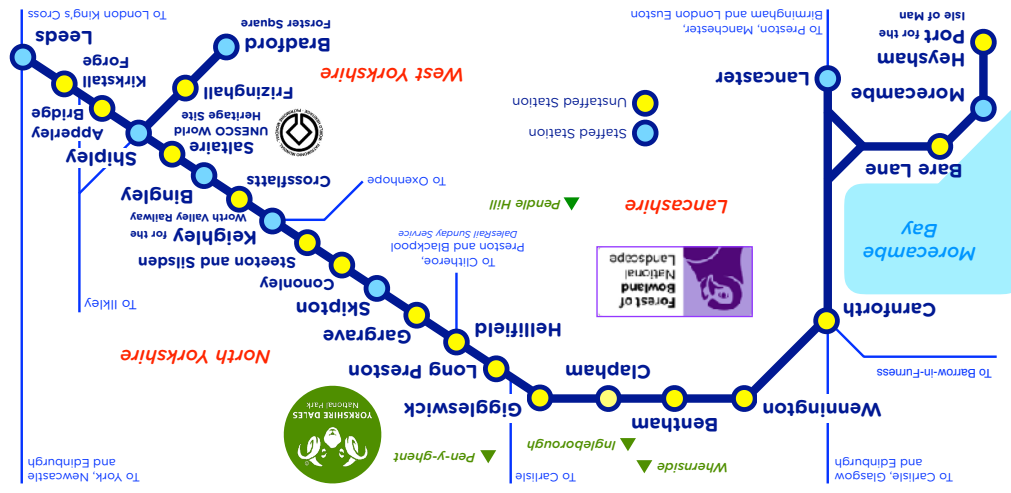 To Carlisle,
Glasgow
and Edinburgh
To Carlisle
To York, Newcastle
and Edinburgh
Whernside
Ingleborough
Pen-y-ghent
Wennington
Bentham
Clapham
Giggleswick
YORKSHIRE DALES
National Park
To Barrow-in-Furness
Long Preston
North Yorkshire
Carnforth
Hellifield
Gargrave
Skipton
Forest of
Bowland
National
Landscape
To Ilkley
Cononley
To Clitheroe,
Preston and Blackpool
DalesRail Sunday Service
Steeton and Silsden
Morecambe
Bay
Keighley for the
Worth Valley Railway
Lancashire
Pendle Hill
To Oxenhope
Bingley
Crossflatts
Bare Lane
Saltaire
UNESCO World
Heritage Site
Shipley
Staffed Station
Unstaffed Station
Apperley
Bridge
Morecambe
Lancaster
Frizinghall
West Yorkshire
Kirkstall
Forge
Heysham
Port for the
Isle of Man
Bradford
Forster Square
Leeds
To Preston, Manchester,
Birmingham and London Euston
To London King's Cross